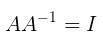 AA⁻¹ = I